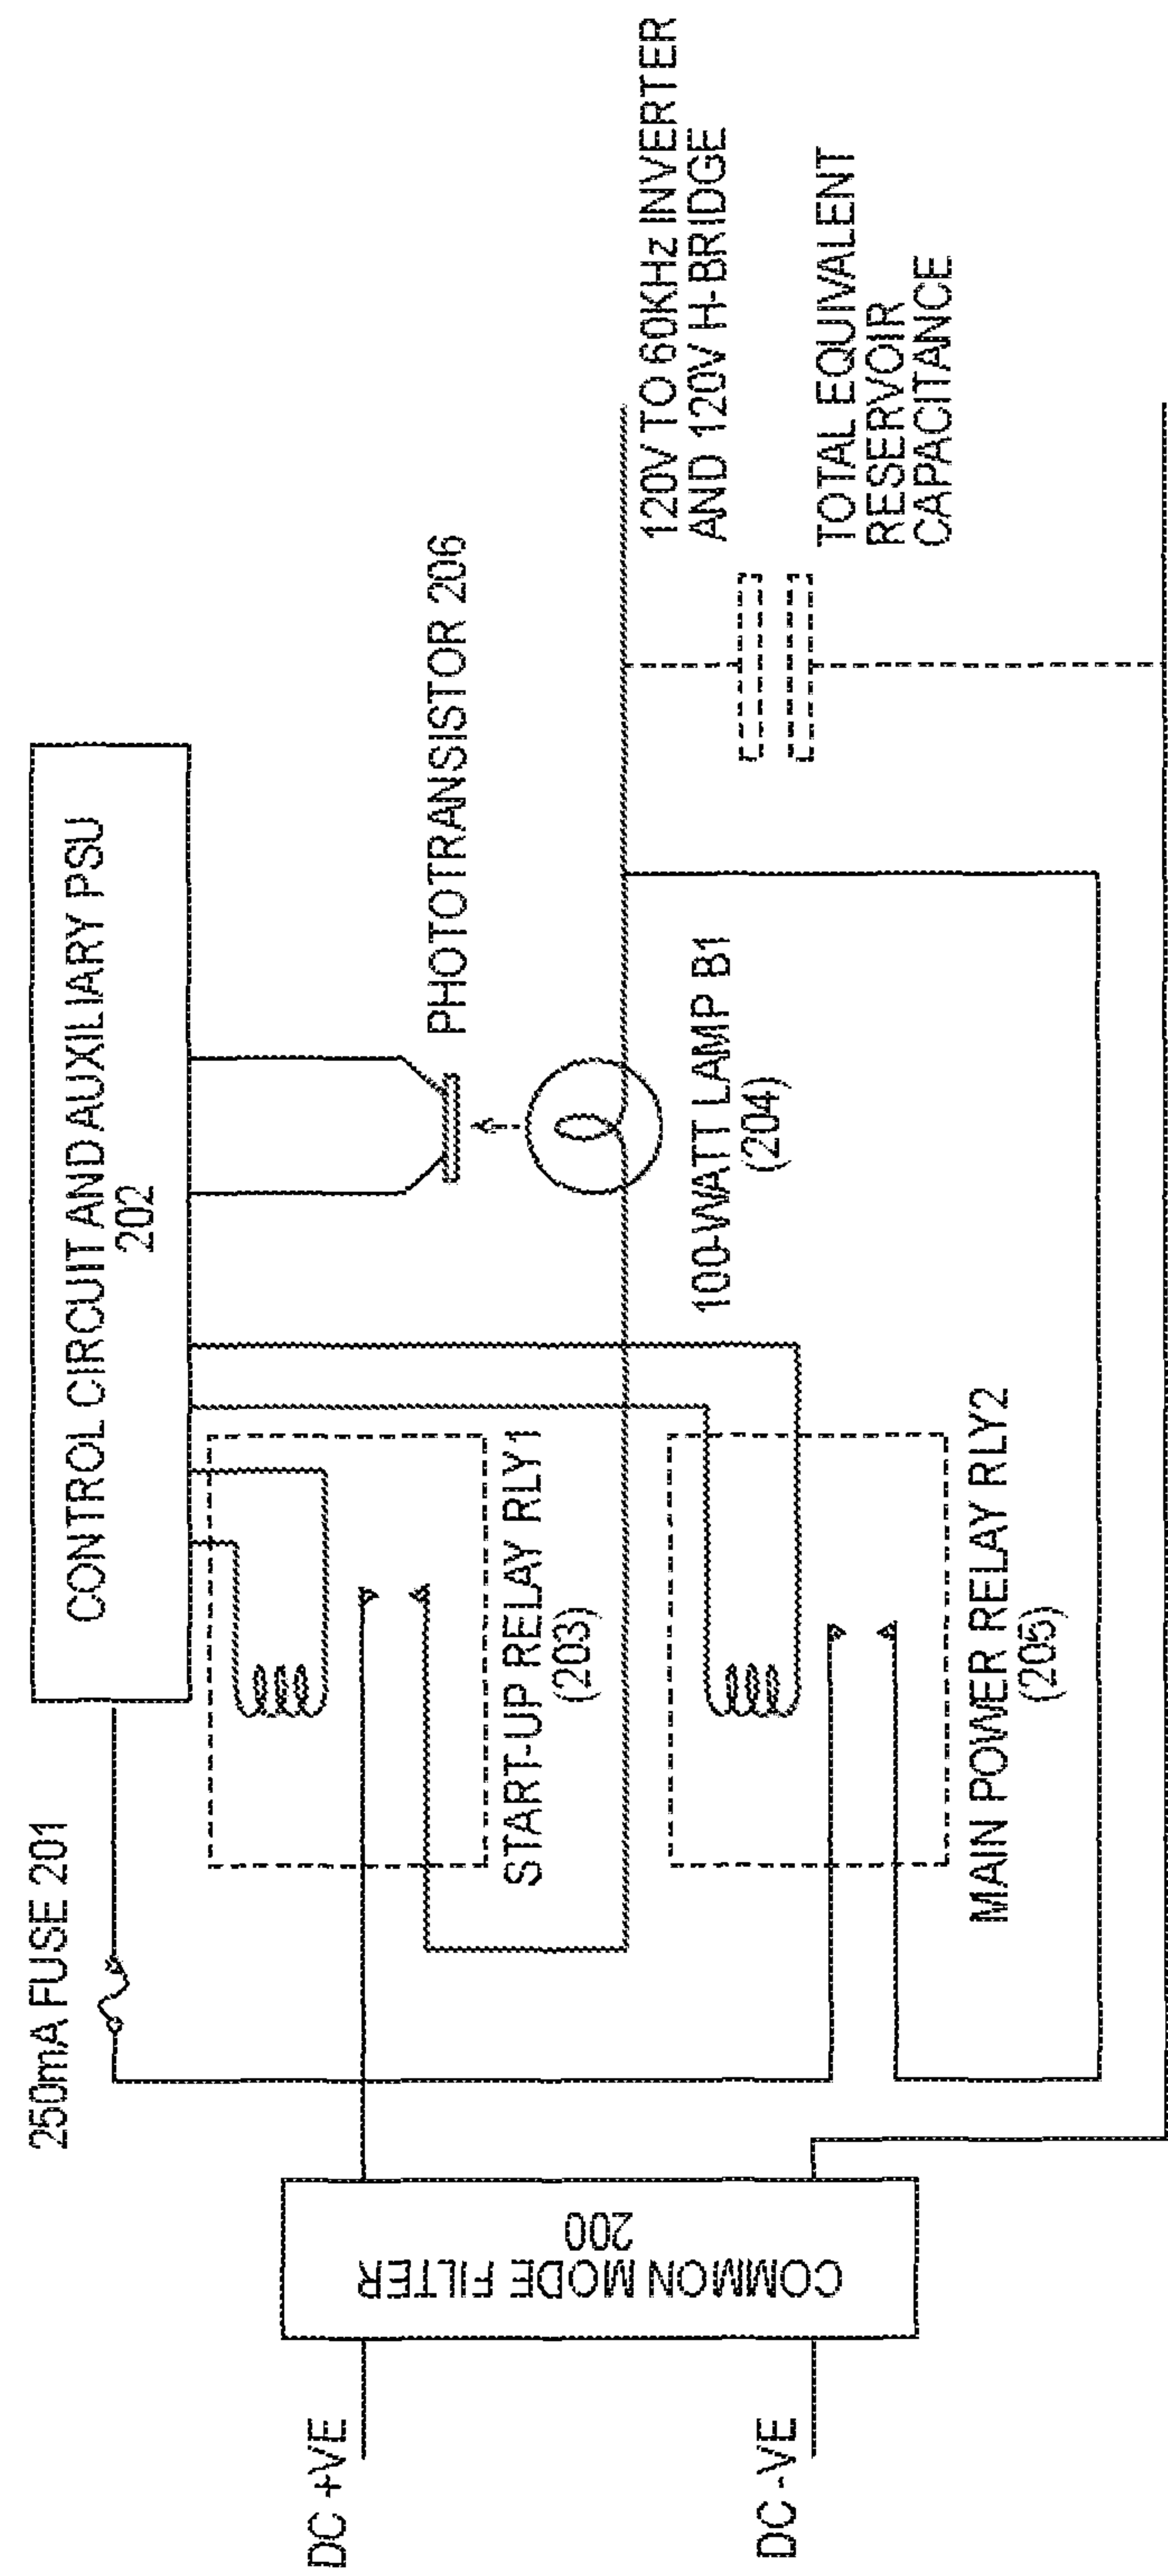 250mA FUSE 201
CONTROL CIRCUIT AND AUXILIARY PSU
202
PHOTOTRANSISTOR 206
START-UP RELAY RLY1
(203)
100-WATT LAMP B1
(204)
120V TO 60KHz INVERTER
AND 120V H-BRIDGE
TOTAL EQUIVALENT
RESERVOIR
CAPACITANCE
MAIN POWER RELAY RLY2
(205)
COMMON MODE FILTER
200
DC +VE
DC -VE